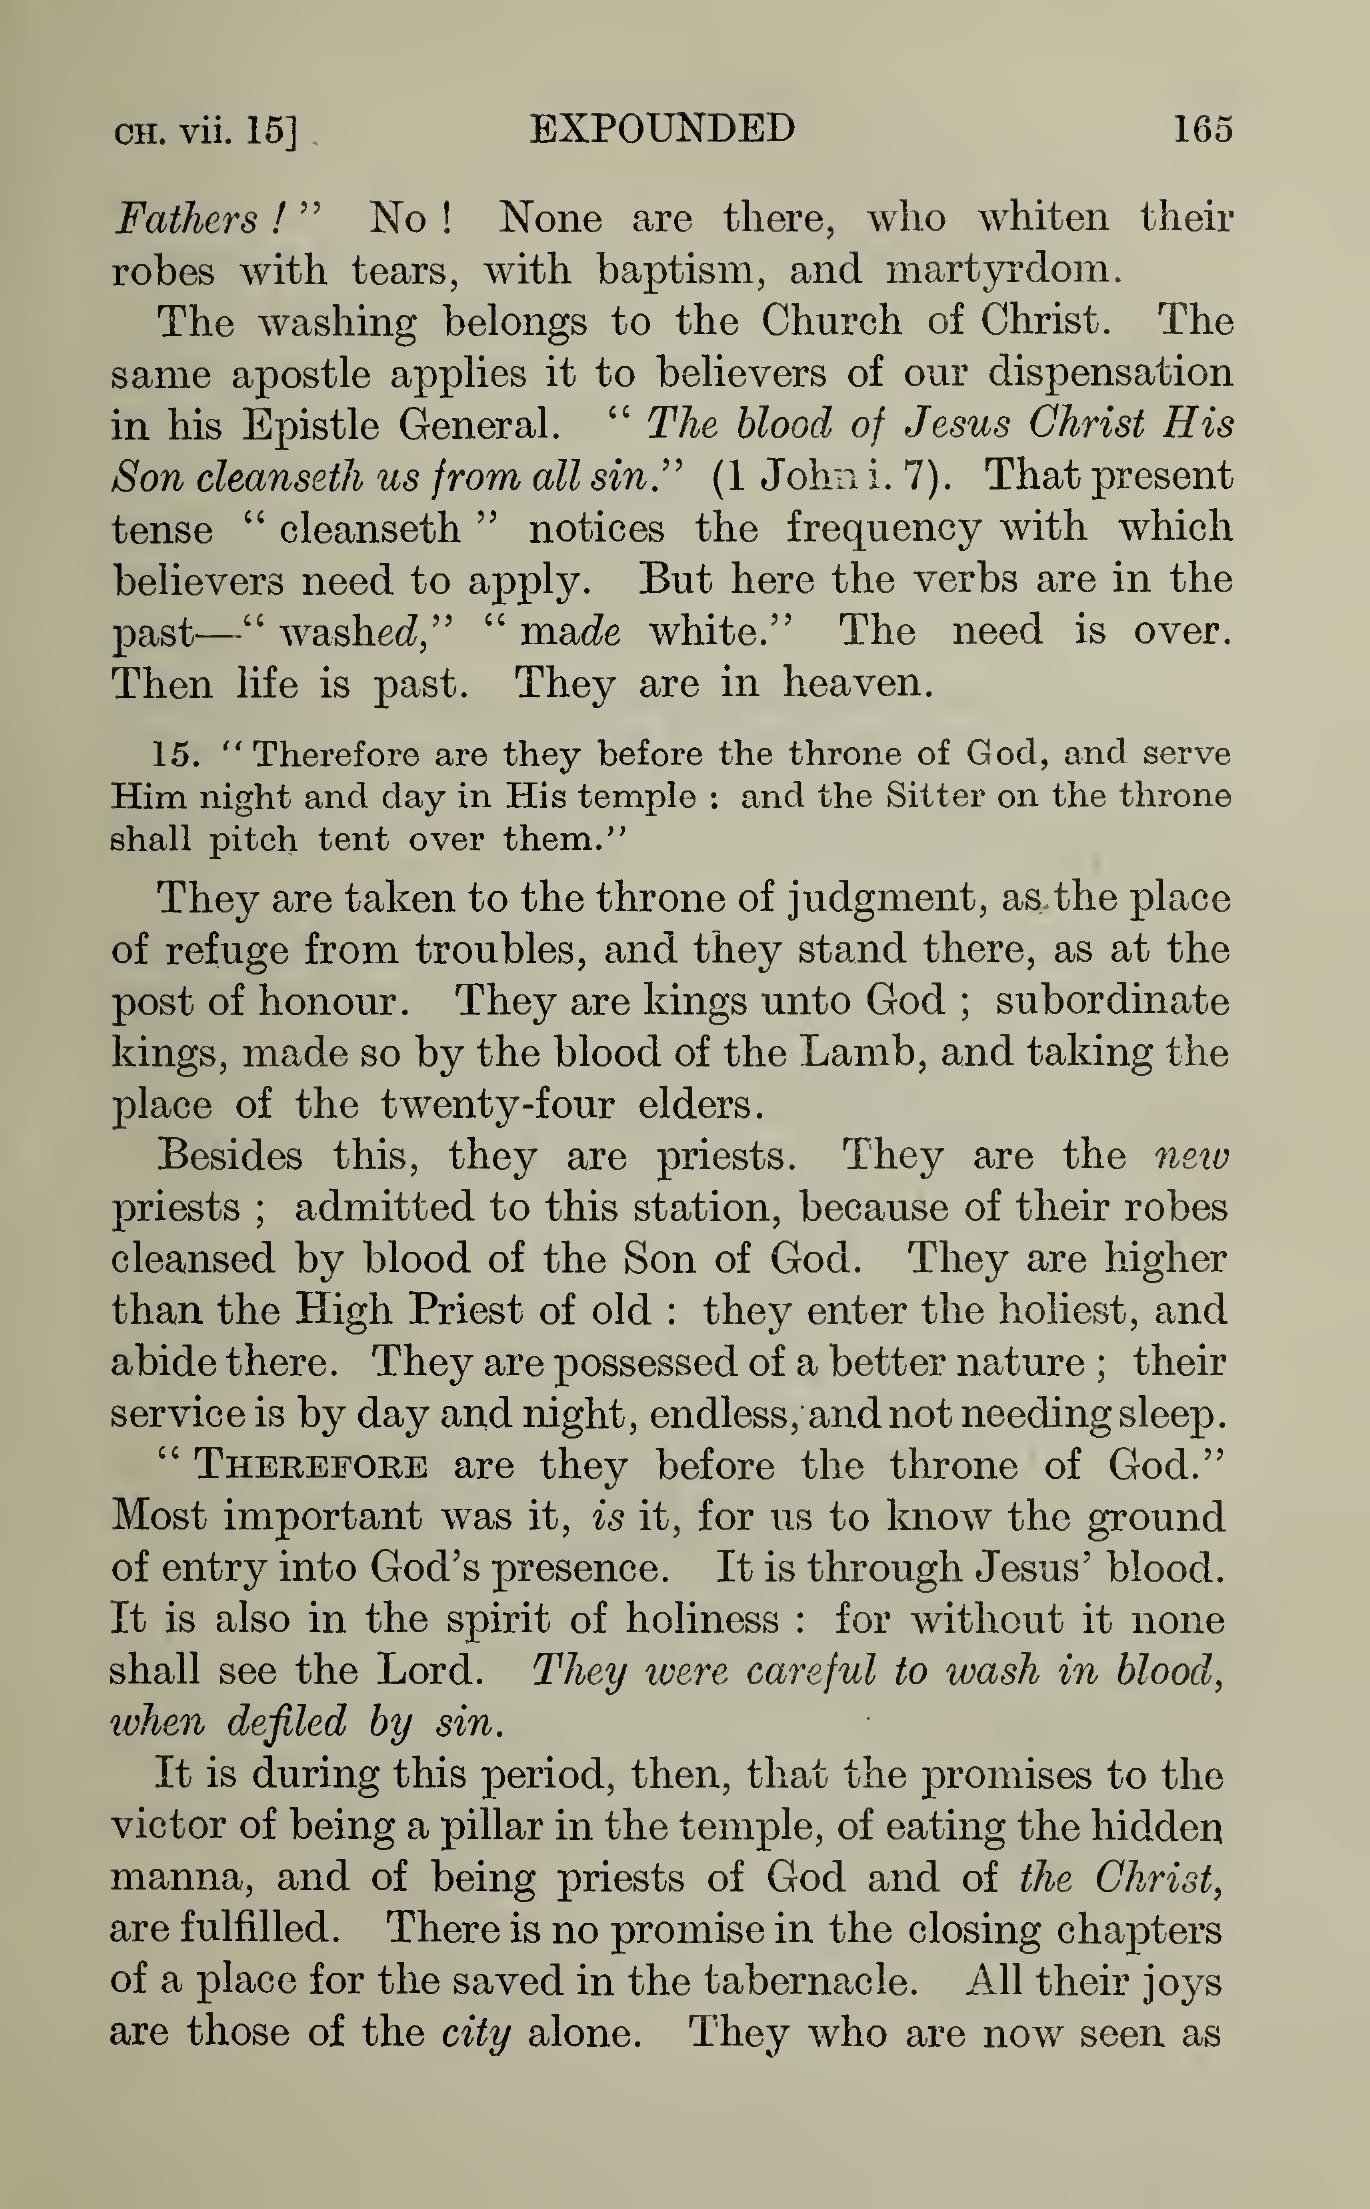 CH. vii. 15] EXPOUNDED 165
Fathers ! ” No ! None are there, who whiten their
robes with tears, with baptism, and martyrdom.
The washing belongs to the Church of Christ. The
same apostle applies it to believers of our dispensation
in his Epistle General. “ The blood of Jesus Christ His
Son cleanseth us from all sin.” (1 John i. 7). That present
tense “ cleanseth ” notices the frequency with which
believers need to apply. But here the verbs are in the
past—“ washed,” “ made white.” The need is over.
Then life is past. They are in heaven.
15. “ Therefore are they before the throne of God, and serve
Him night and day in His temple : and the Sitter on the throne
shall pitch tent over them.”
They are taken to the throne of judgment, as the place
of refuge from troubles, and they stand there, as at the
post of honour. They are kings unto God ; subordinate
kings, made so by the blood of the Lamb, and taking the
place of the twenty-four elders.
Besides this, they are priests. They are the new
priests ; admitted to this station, because of their robes
cleansed by blood of the Son of God. They are higher
than the High Priest of old : they enter the holiest, and
abide there. They are possessed of a better nature ; their
service is by day and night, endless, and not needing sleep.
“ THEREFORE are they before the throne of God.”
Most important was it, is it, for us to know the ground
of entry into God’s presence. It is through Jesus’ blood.
It is also in the spirit of holiness : for without it none
shall see the Lord. They were careful to wash in blood,
when defiled by sin.
It is during this period, then, that the promises to the
victor of being a pillar in the temple, of eating the hidden
manna, and of being priests of God and of the Christ,
are fulfilled. There is no promise in the closing chapters
of a place for the saved in the tabernacle. All their joys
are those of the city alone. They who are now seen as